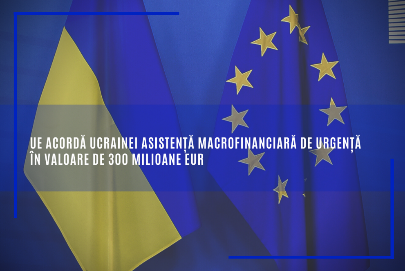 UE ACORDĂ UCRAINEI ASISTENȚĂ MACROFINANCIARĂ DE URGENȚĂ
ÎN VALOARE DE 300 MILIOANE EUR